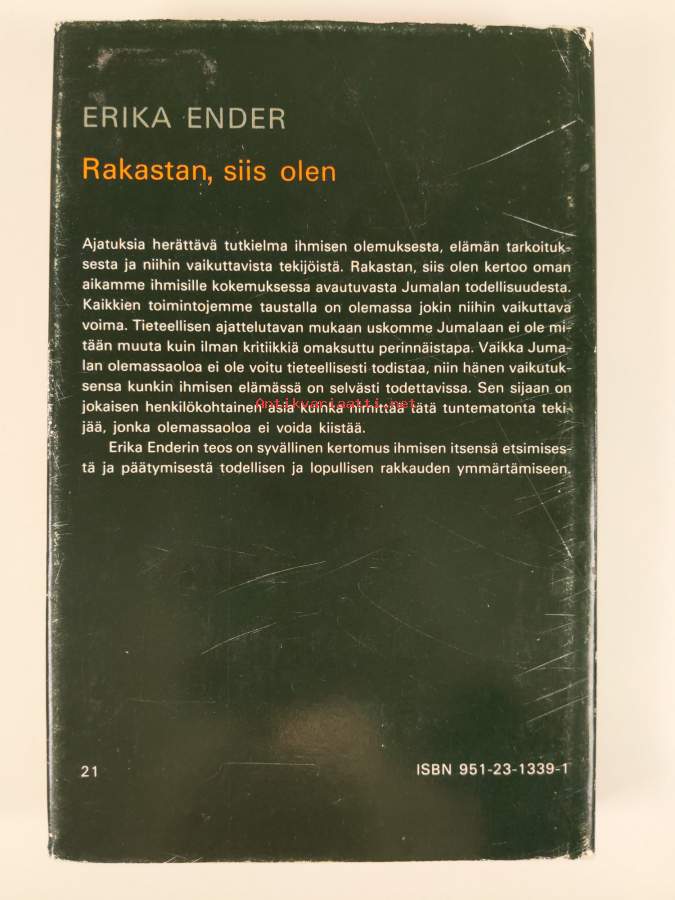 ERIKA ENDER
Rakastan, siis olen
Ajatuksia herättävä tutkielma ihmisen olemuksesta, elämän tarkoituk-
sesta ja niihin vaikuttavista tekijöistä. Rakastan, siis olen kertoo oman
aikamme ihmisille kokemuksessa avautuvasta Jumalan todellisuudesta.
Kaikkien toimintojemme taustalla on olemassa jokin niihin vaikuttava
voima. Tieteellisen ajattelutavan mukaan uskomme Jumalaan ei ole mi-
tään muuta kuin ilman kritiikkiä omaksuttu perinnäistapa. Vaikka Juma-
lan olemassaoloa ei ole voitu tieteellisesti todistaa, niin hänen vaikutuk-
sensa kunkin ihmisen elämässä on selvästi todettavissa. Sen sijaan on
jokaisen henkilökohtainen asia kuinka nimittää tätä tuntematonta teki-
jää, jonka olemassaoloa ei voida kiistää.
Erika Enderin teos on syvällinen kertomus ihmisen itsensä etsimises-
tä ja päätymisestä todellisen ja lopullisen rakkauden ymmärtämiseen.
Antikvariaatti.net
21
ISBN 951-23-1339-1